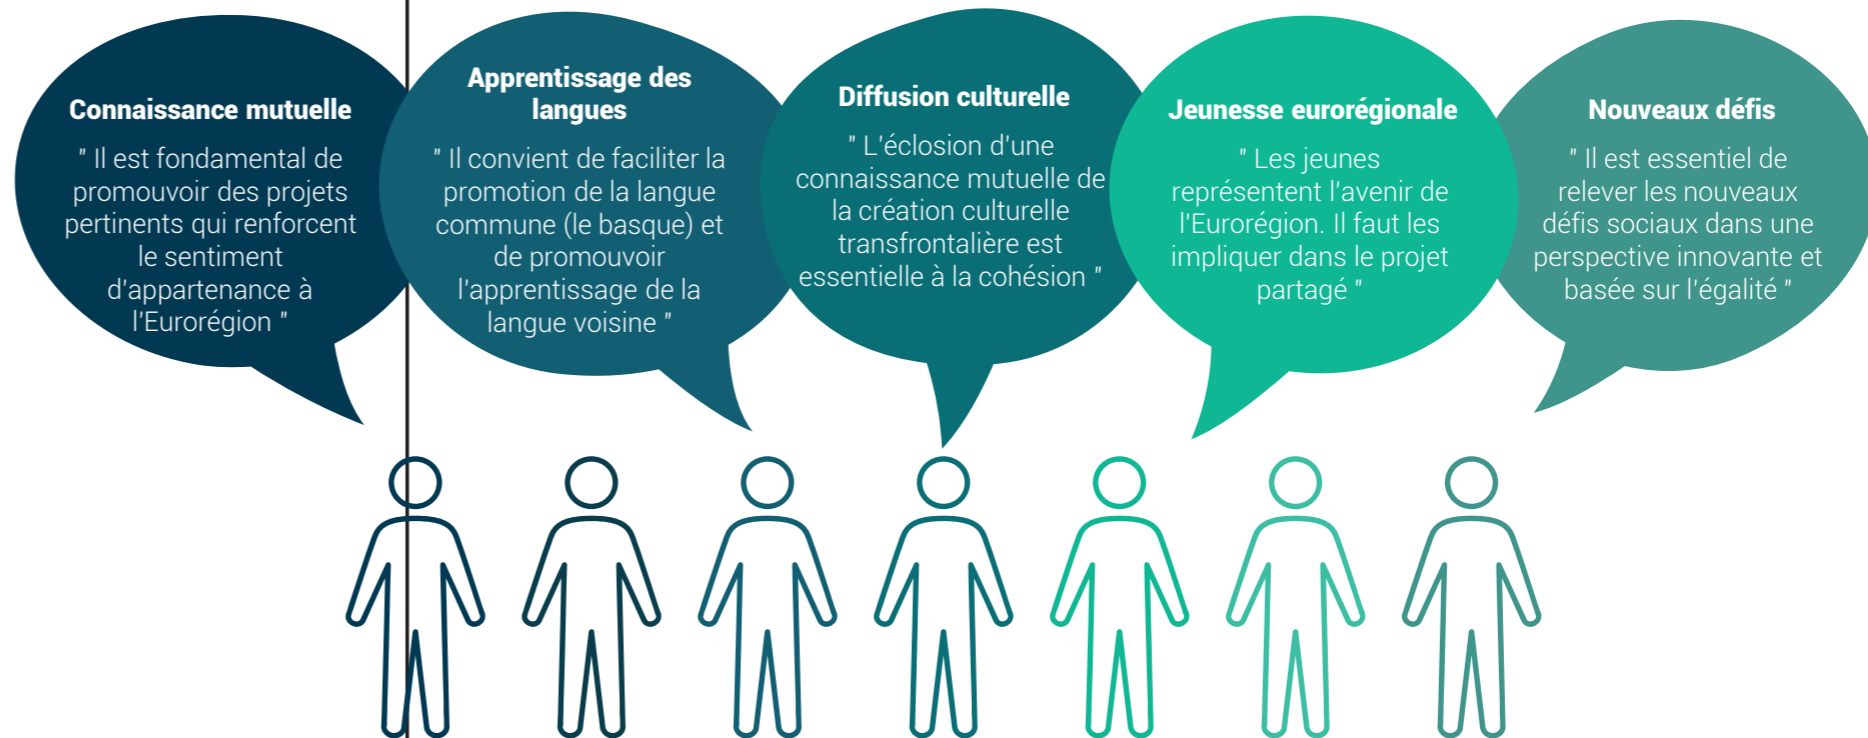 Connaissance mutuelle
" Il est fondamental de
promouvoir des projets
pertinents qui renforcent
le sentiment
d'appartenance à
l'Eurorégion "
Apprentissage des
langues
" Il convient de faciliter la
promotion de la langue
commune (le basque) et
de promouvoir
l'apprentissage de la
langue voisine "
Diffusion culturelle
" L'éclosion d'une
connaissance mutuelle de
la création culturelle
transfrontalière est
essentielle à la cohésion "
Jeunesse eurorégionale
" Les jeunes
représentent l'avenir de
l'Eurorégion. Il faut les
impliquer dans le projet
partagé "
Nouveaux défis
" Il est essentiel de
relever les nouveaux
défis sociaux dans une
perspective innovante et
basée sur l'égalité "